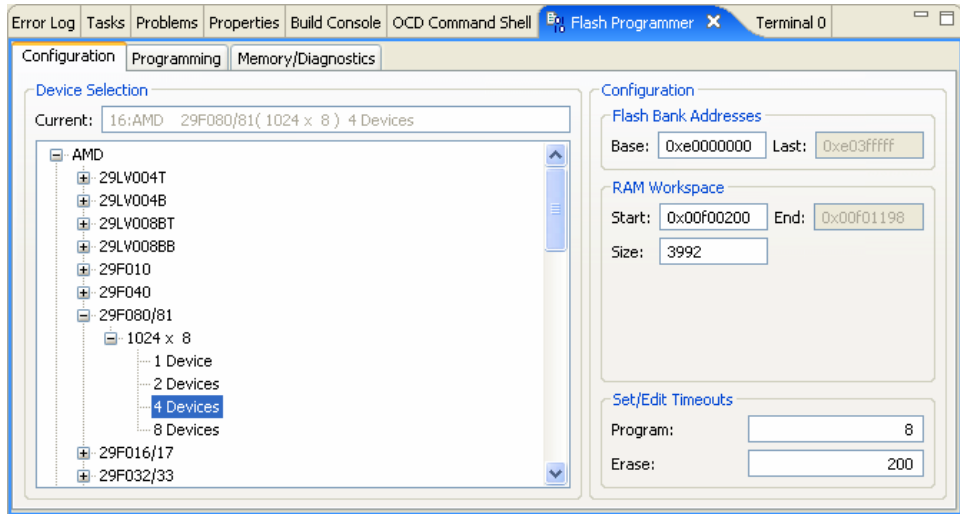 Error Log Tasks Problems Properties Build Console OCD Command Shell Flash Programmer Terminal 0
Configuration Programming Memory/Diagnostics
Device Selection
Current: 16:AMD 29F080/81( 1024 x 8 ) 4 Devices
AMD
29LV004T
29LV004B
29LV008BT
29LV008BB
29F010
29F040
29F080/81
1024 x 8
1 Device
2 Devices
4 Devices
8 Devices
29F016/17
29F032/33
Configuration
Flash Bank Addresses
Base: 0xe0000000 Last: 0xe03fffff
RAM Workspace
Start: 0x00f00200 End: 0x00f01198
Size: 3992
Set/Edit Timeouts
Program: 8
Erase: 200